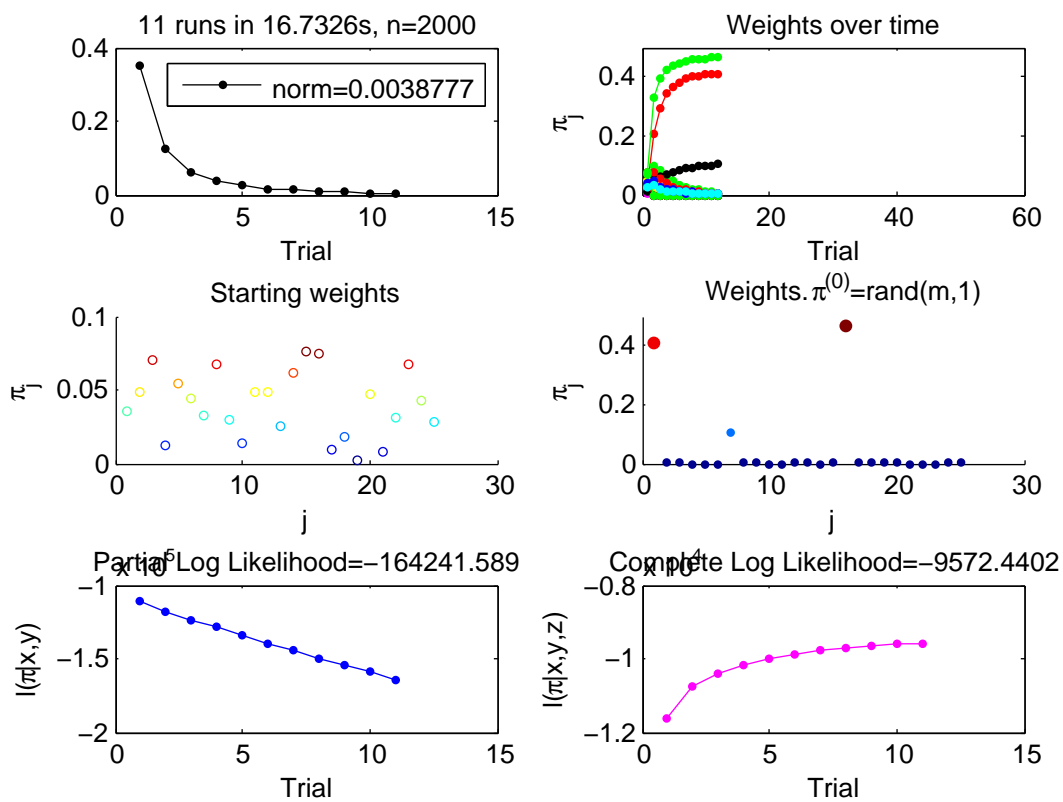 11 runs in 16.7326s, n=2000
0.4
0.2
0
norm=0.0038777
0 5 10 15
Trial
Weights over time
π_j
0.4
0.2
0
0 20 40 60
Trial
Starting weights
π_j
0.1
0.05
0
0 10 20 30
j
Weights. π^(0)=rand(m,1)
π_j
0.4
0.2
0
0 10 20 30
j
Partial Log Likelihood=−164241.589
x 10^5
l(π|x,y)
−1
−1.5
−2
0 5 10 15
Trial
Complete Log Likelihood=−9572.4402
x 10^4
l(π|x,y,z)
−0.8
−1
−1.2
0 5 10 15
Trial